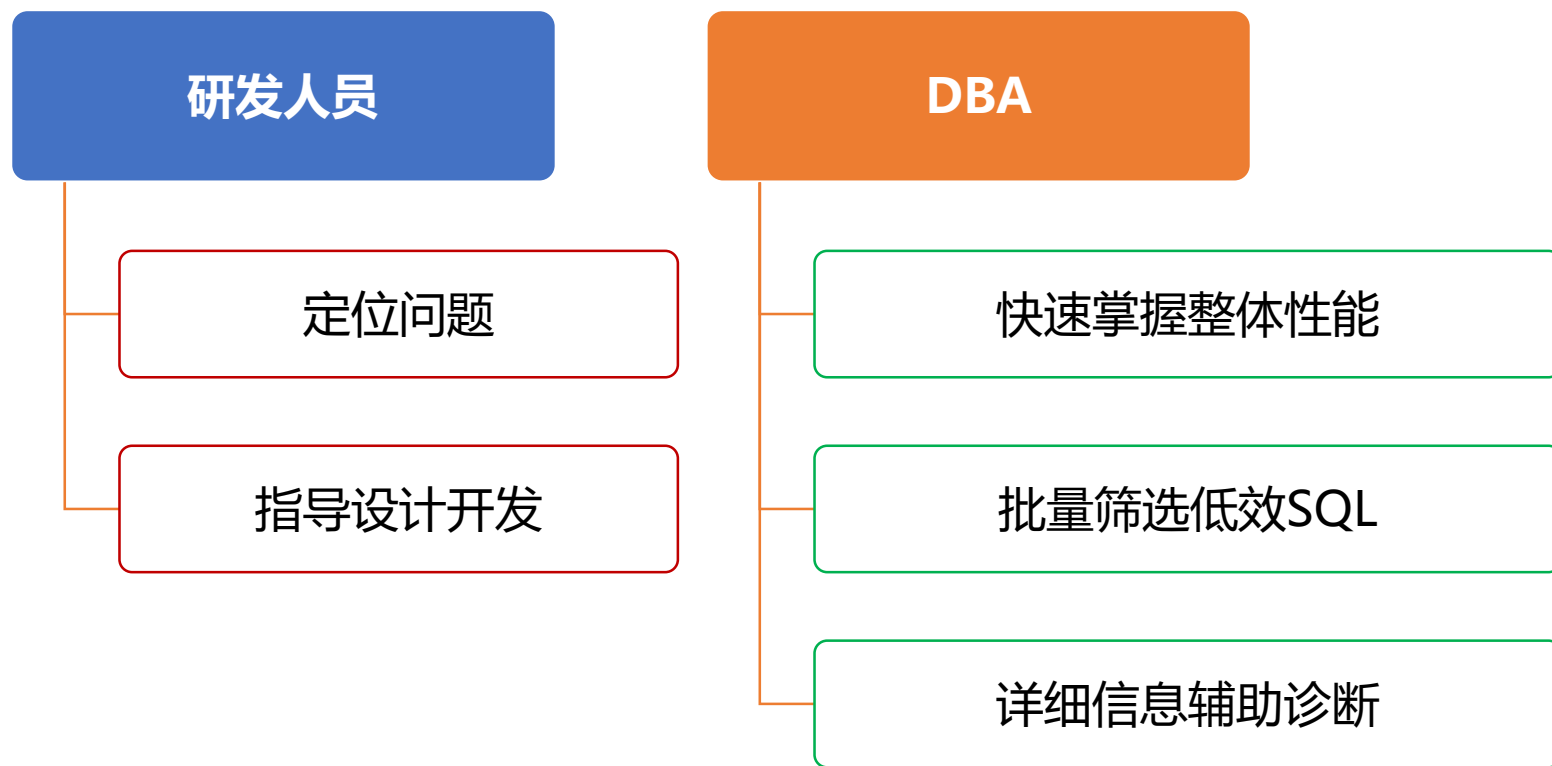 研发人员
定位问题
指导设计开发
DBA
快速掌握整体性能
批量筛选低效SQL
详细信息辅助诊断